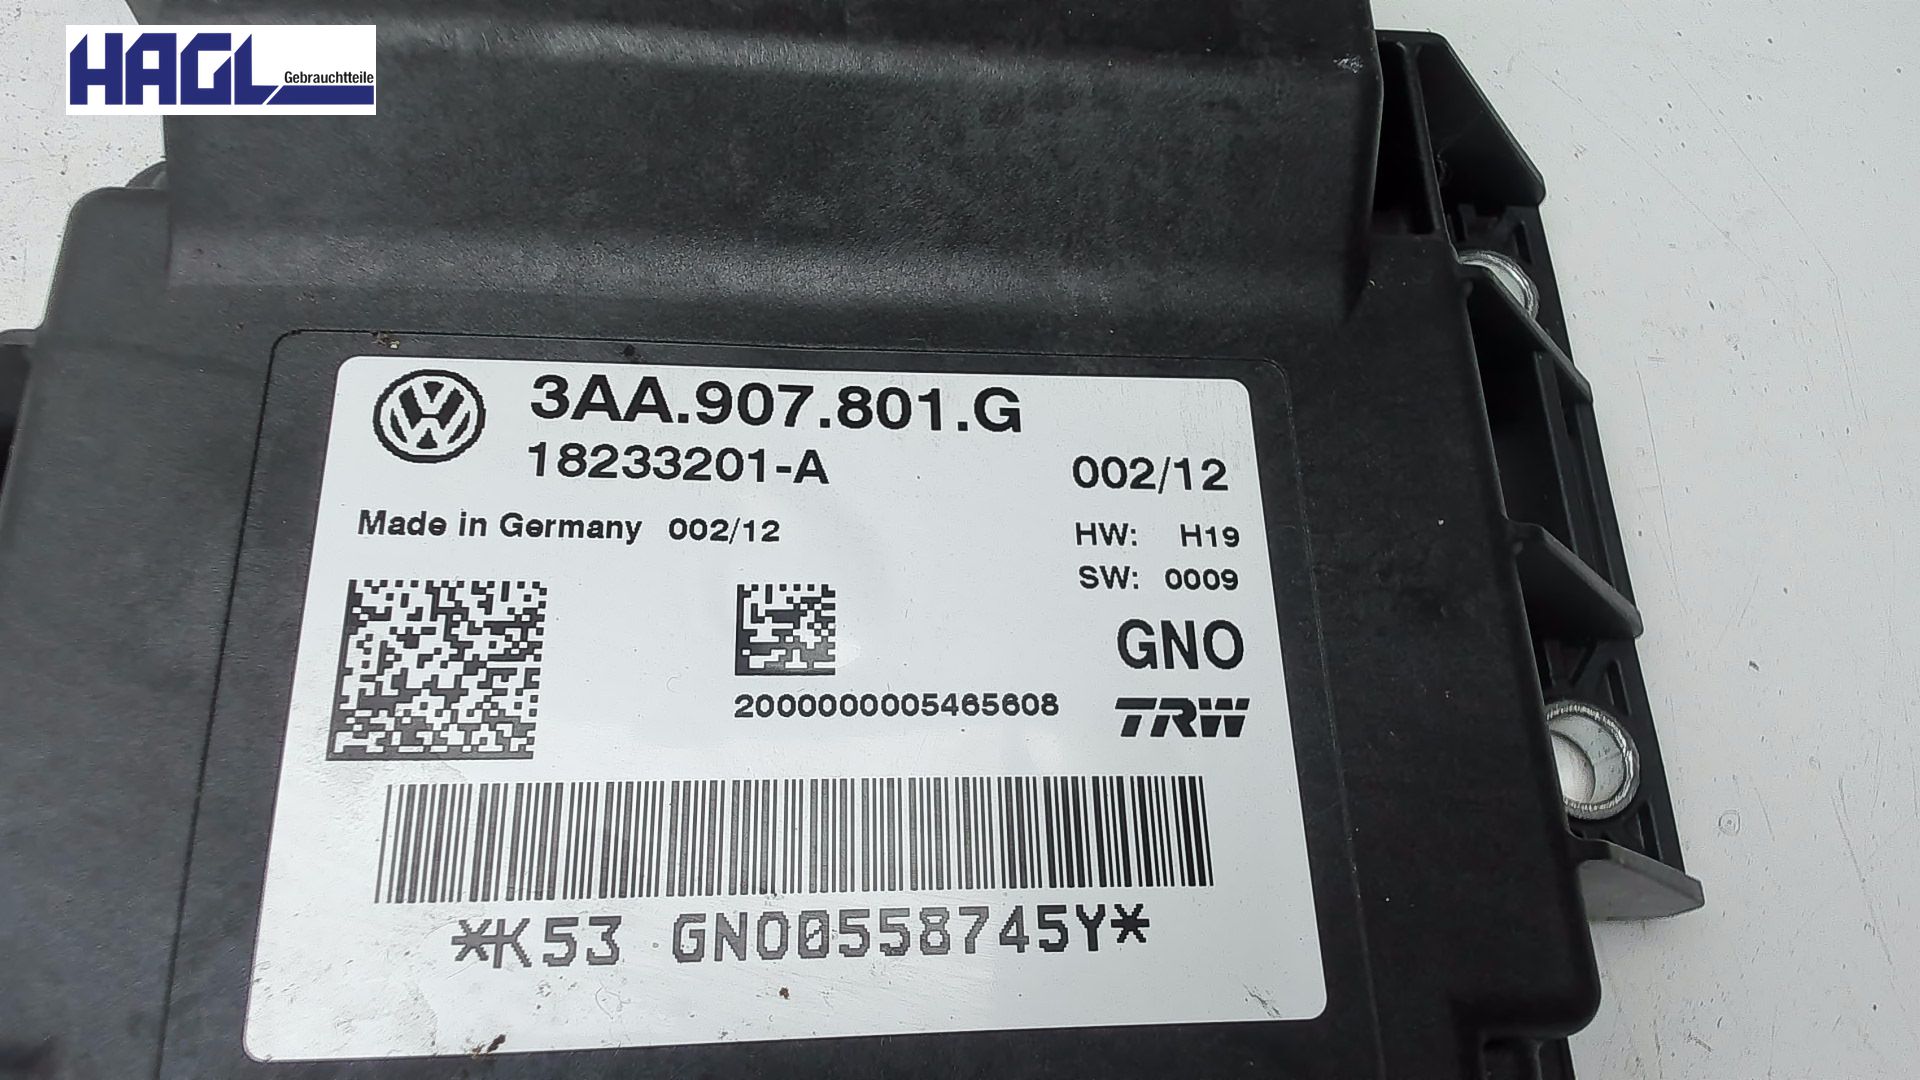 HAGL Gebrauchtteile
3AA.907.801.G
18233201-A
002/12
Made in Germany 002/12
HW: H19
SW: 0009
GNO
2000000005465608
TRW
*K53 GNO0558745Y*